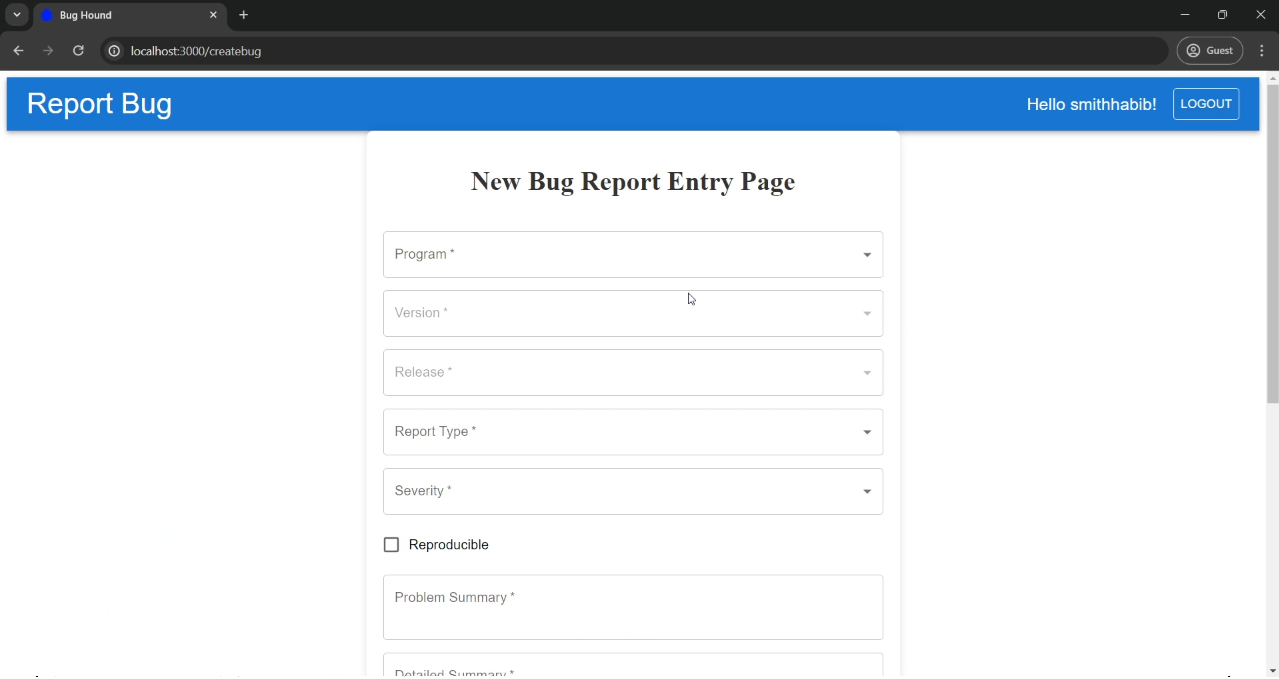 Bug Hound
localhost:3000/createbug
Guest
Report Bug
Hello smithhabib!
LOGOUT
New Bug Report Entry Page
Program *
Version *
Release *
Report Type *
Severity *
Reproducible
Problem Summary *
Detailed Summary *